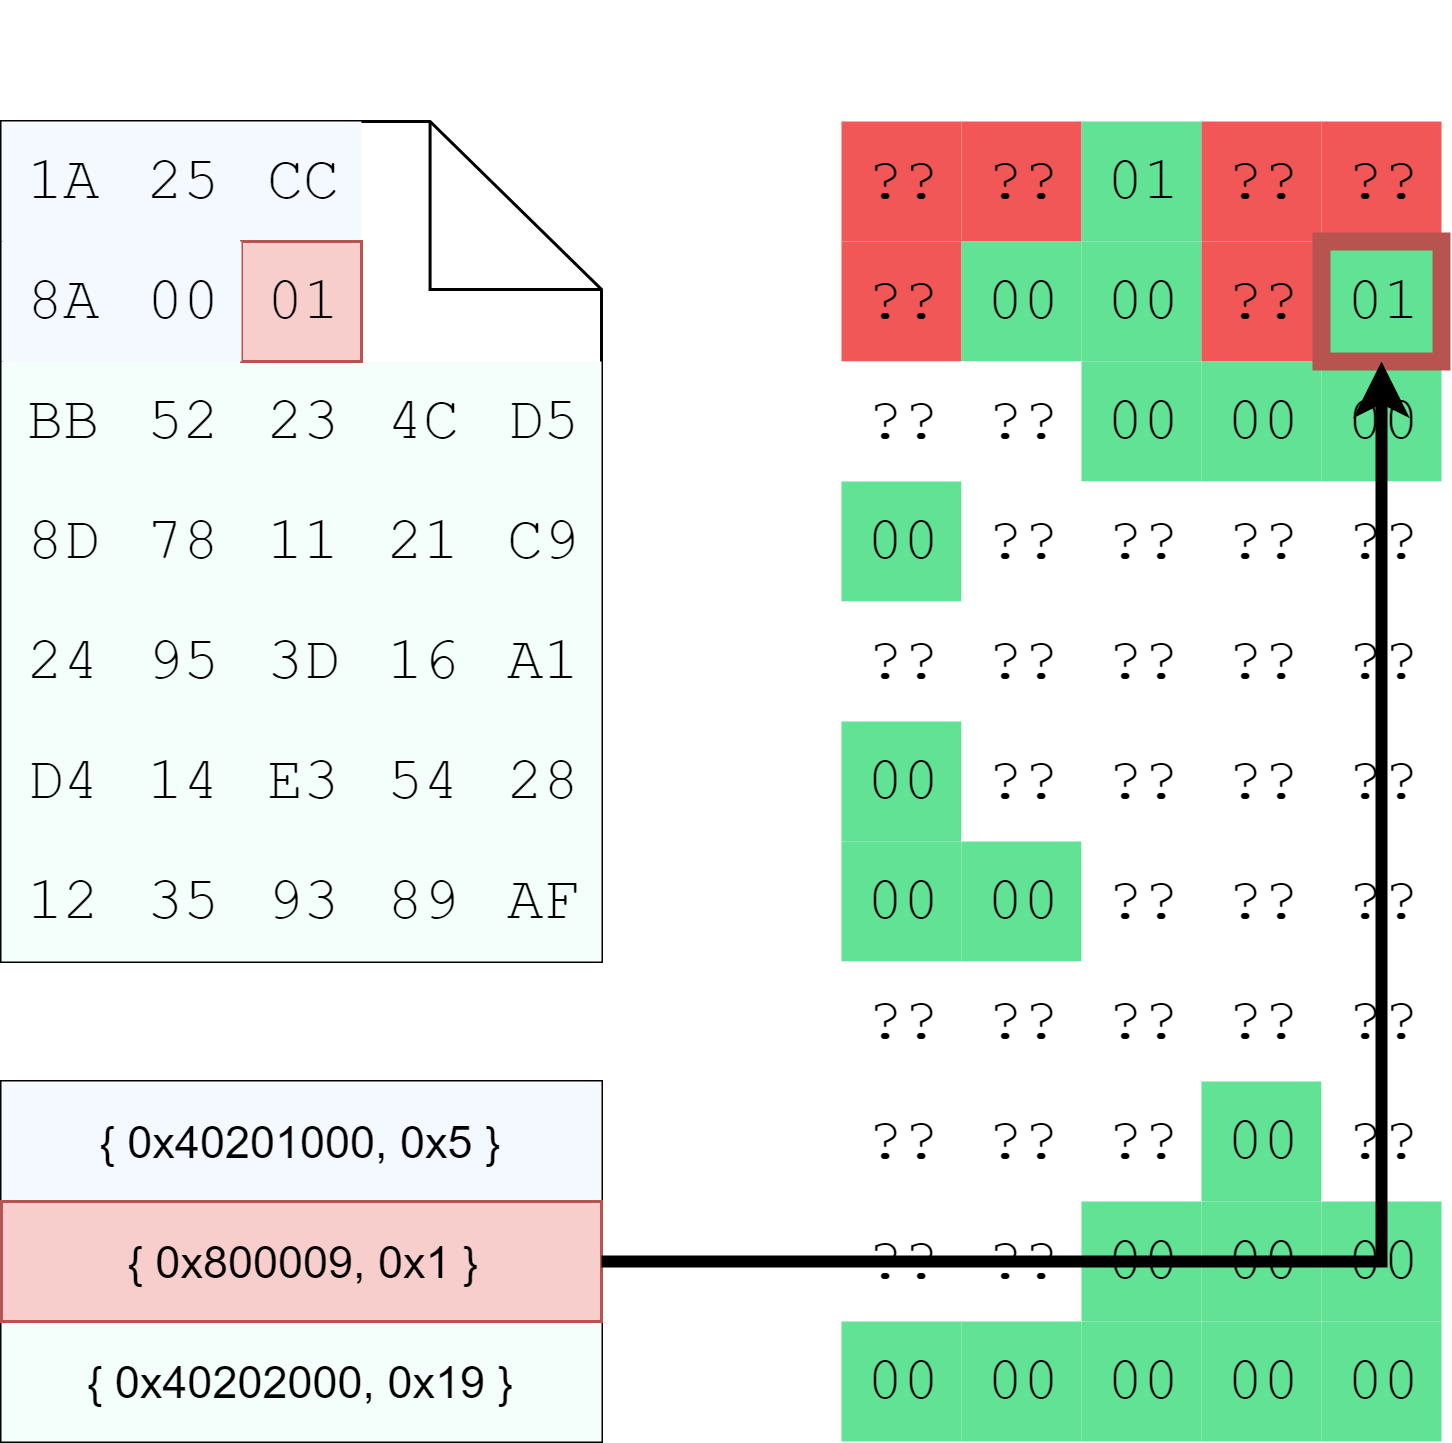 1A 25 CC
8A 00 01
BB 52 23 4C D5
8D 78 11 21 C9
24 95 3D 16 A1
D4 14 E3 54 28
12 35 93 89 AF
{ 0x40201000, 0x5 }
{ 0x800009, 0x1 }
{ 0x40202000, 0x19 }
?? ?? 01 ?? ??
?? 00 00 ?? 01
?? ?? 00 00 00
00 ?? ?? ?? ??
?? ?? ?? ?? ??
00 ?? ?? ?? ??
00 00 ?? ?? ??
?? ?? ?? ?? ??
?? ?? ?? 00 ??
?? ?? 00 00 00
00 00 00 00 00